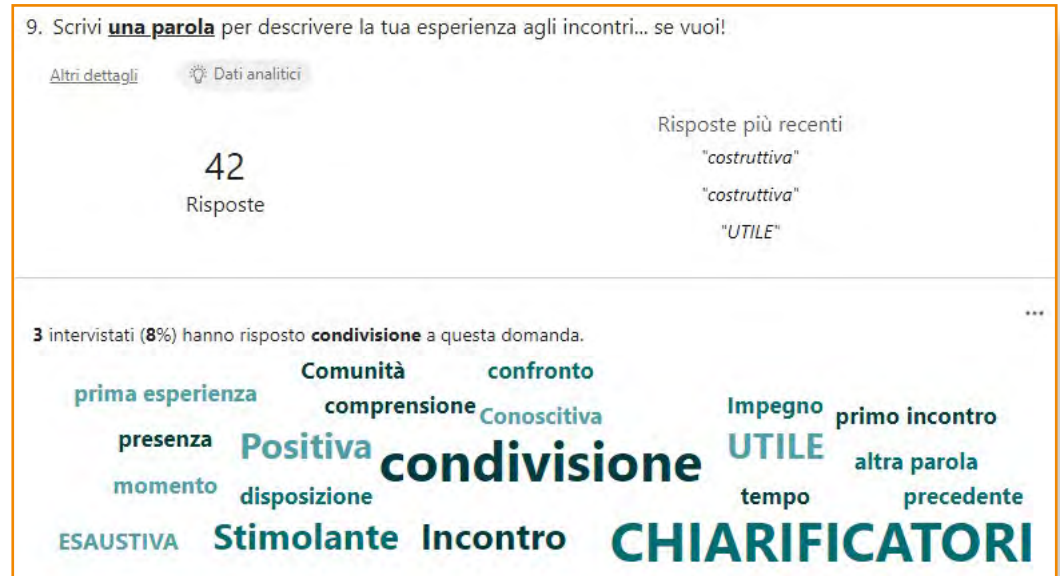 9. Scrivi una parola per descrivere la tua esperienza agli incontri... se vuoi!
Altri dettagli
Dati analitici
42
Risposte
Risposte più recenti
"costruttiva"
"costruttiva"
"UTILE"
...
3 intervistati (8%) hanno risposto condivisione a questa domanda.
Comunità confronto
prima esperienza comprensione Conoscitiva Impegno primo incontro
presenza Positiva condivisione UTILE altra parola
momento disposizione tempo precedente
ESAUSTIVA Stimolante Incontro CHIARIFICATORI